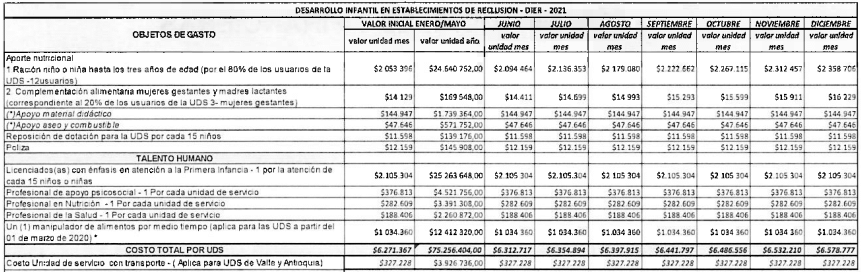 DESARROLLO INFANTIL EN ESTABLECIMIENTOS DE RECLUSION - DIER - 2021
OBJETOS DE GASTO VALOR INICIAL ENERO/MAYO JUNIO JULIO AGOSTO SEPTIEMBRE OCTUBRE NOVIEMBRE DICIEMBRE
valor unidad mes valor unidad año. valor unidad mes valor unidad mes valor unidad mes valor unidad mes valor unidad mes valor unidad mes valor unidad mes
Aporte nutricional
1 Ración niño o niña hasta los tres años de edad (por el 80% de los usuarios de la UDS -12usuarios) $2 053 396 $24.640 752,00 $2 094 464 $2 136.353 $2 179 080 $2 222.662 $2 267.115 $2 312 457 $2 358 706
2 Complementación alimentaria mujeres gestantes y madres lactantes (correspondiente al 20% de los usuarios de la UDS 3- mujeres gestantes) $14 129 $169 548,00 $14.411 $14 699 $14 993 $15 293 $15 599 $15 911 $16 229
(*)Apoyo material didáctico $144 947 $1 739 364,00 $144 947 $144 947 $144 947 $144 947 $144 947 $144 947 $144 947
(*)Apoyo aseo y combustible $47 646 $571 752,00 $47 646 $47 646 $47 646 $47 646 $47 646 $47 646 $47 646
Reposición de dotación para la UDS por cada 15 niños $11 598 $139 176,00 $11 598 $11 598 $11 598 $11 598 $11 598 $11 598 $11 598
Poliza $12 159 $145 908,00 $12 159 $12 159 $12 159 $12 159 $12 159 $12 159 $12 159
TALENTO HUMANO
Licenciados(as) con énfasis en atención a la Primera Infancia - 1 por la atención de cada 15 niños o niñas $2 105 304 $25 263 648,00 $2 105 304 $2 105.304 $2 105 304 $2 105.304 $2 105 304 $2 105 304 $2 105 304
Profesional de apoyo psicosocial - 1 Por cada unidad de servicio $376.813 $4 521 756,00 $376 813 $376 813 $376 813 $376 813 $376 813 $376 813 $376 813
Profesional en Nutrición - 1 Por cada unidad de servicio $282 609 $3 391 308,00 $282 609 $282 609 $282 609 $282 609 $282 609 $282 609 $282 609
Profesional de la Salud - 1 Por cada unidad de servicio $188 406 $2 260 872,00 $188 406 $188 406 $188 406 $188 406 $188 406 $188 406 $188 406
Un (1) manipulador de alimentos por medio tiempo (aplica para las UDS a partir del 01 de marzo de 2020) * $1 034 360 $12 412 320,00 $1 034 360 $1 034 360 $1 034 360 $1 034 360 $1 034 360 $1 034 360 $1 034 360
COSTO TOTAL POR UDS $6.271.367 $75.256.404,00 $6.312.717 $6.354.894 $6.397.915 $6.441.797 $6.486.556 $6.532.210 $6.578.777
Costo Unidad de servicio con transporte - ( Aplica para UDS de Valle y Antioquia) $327 228 $3 926 736,00 $327 228 $327 228 $327 228 $327 228 $327 228 $327 228 $327 228